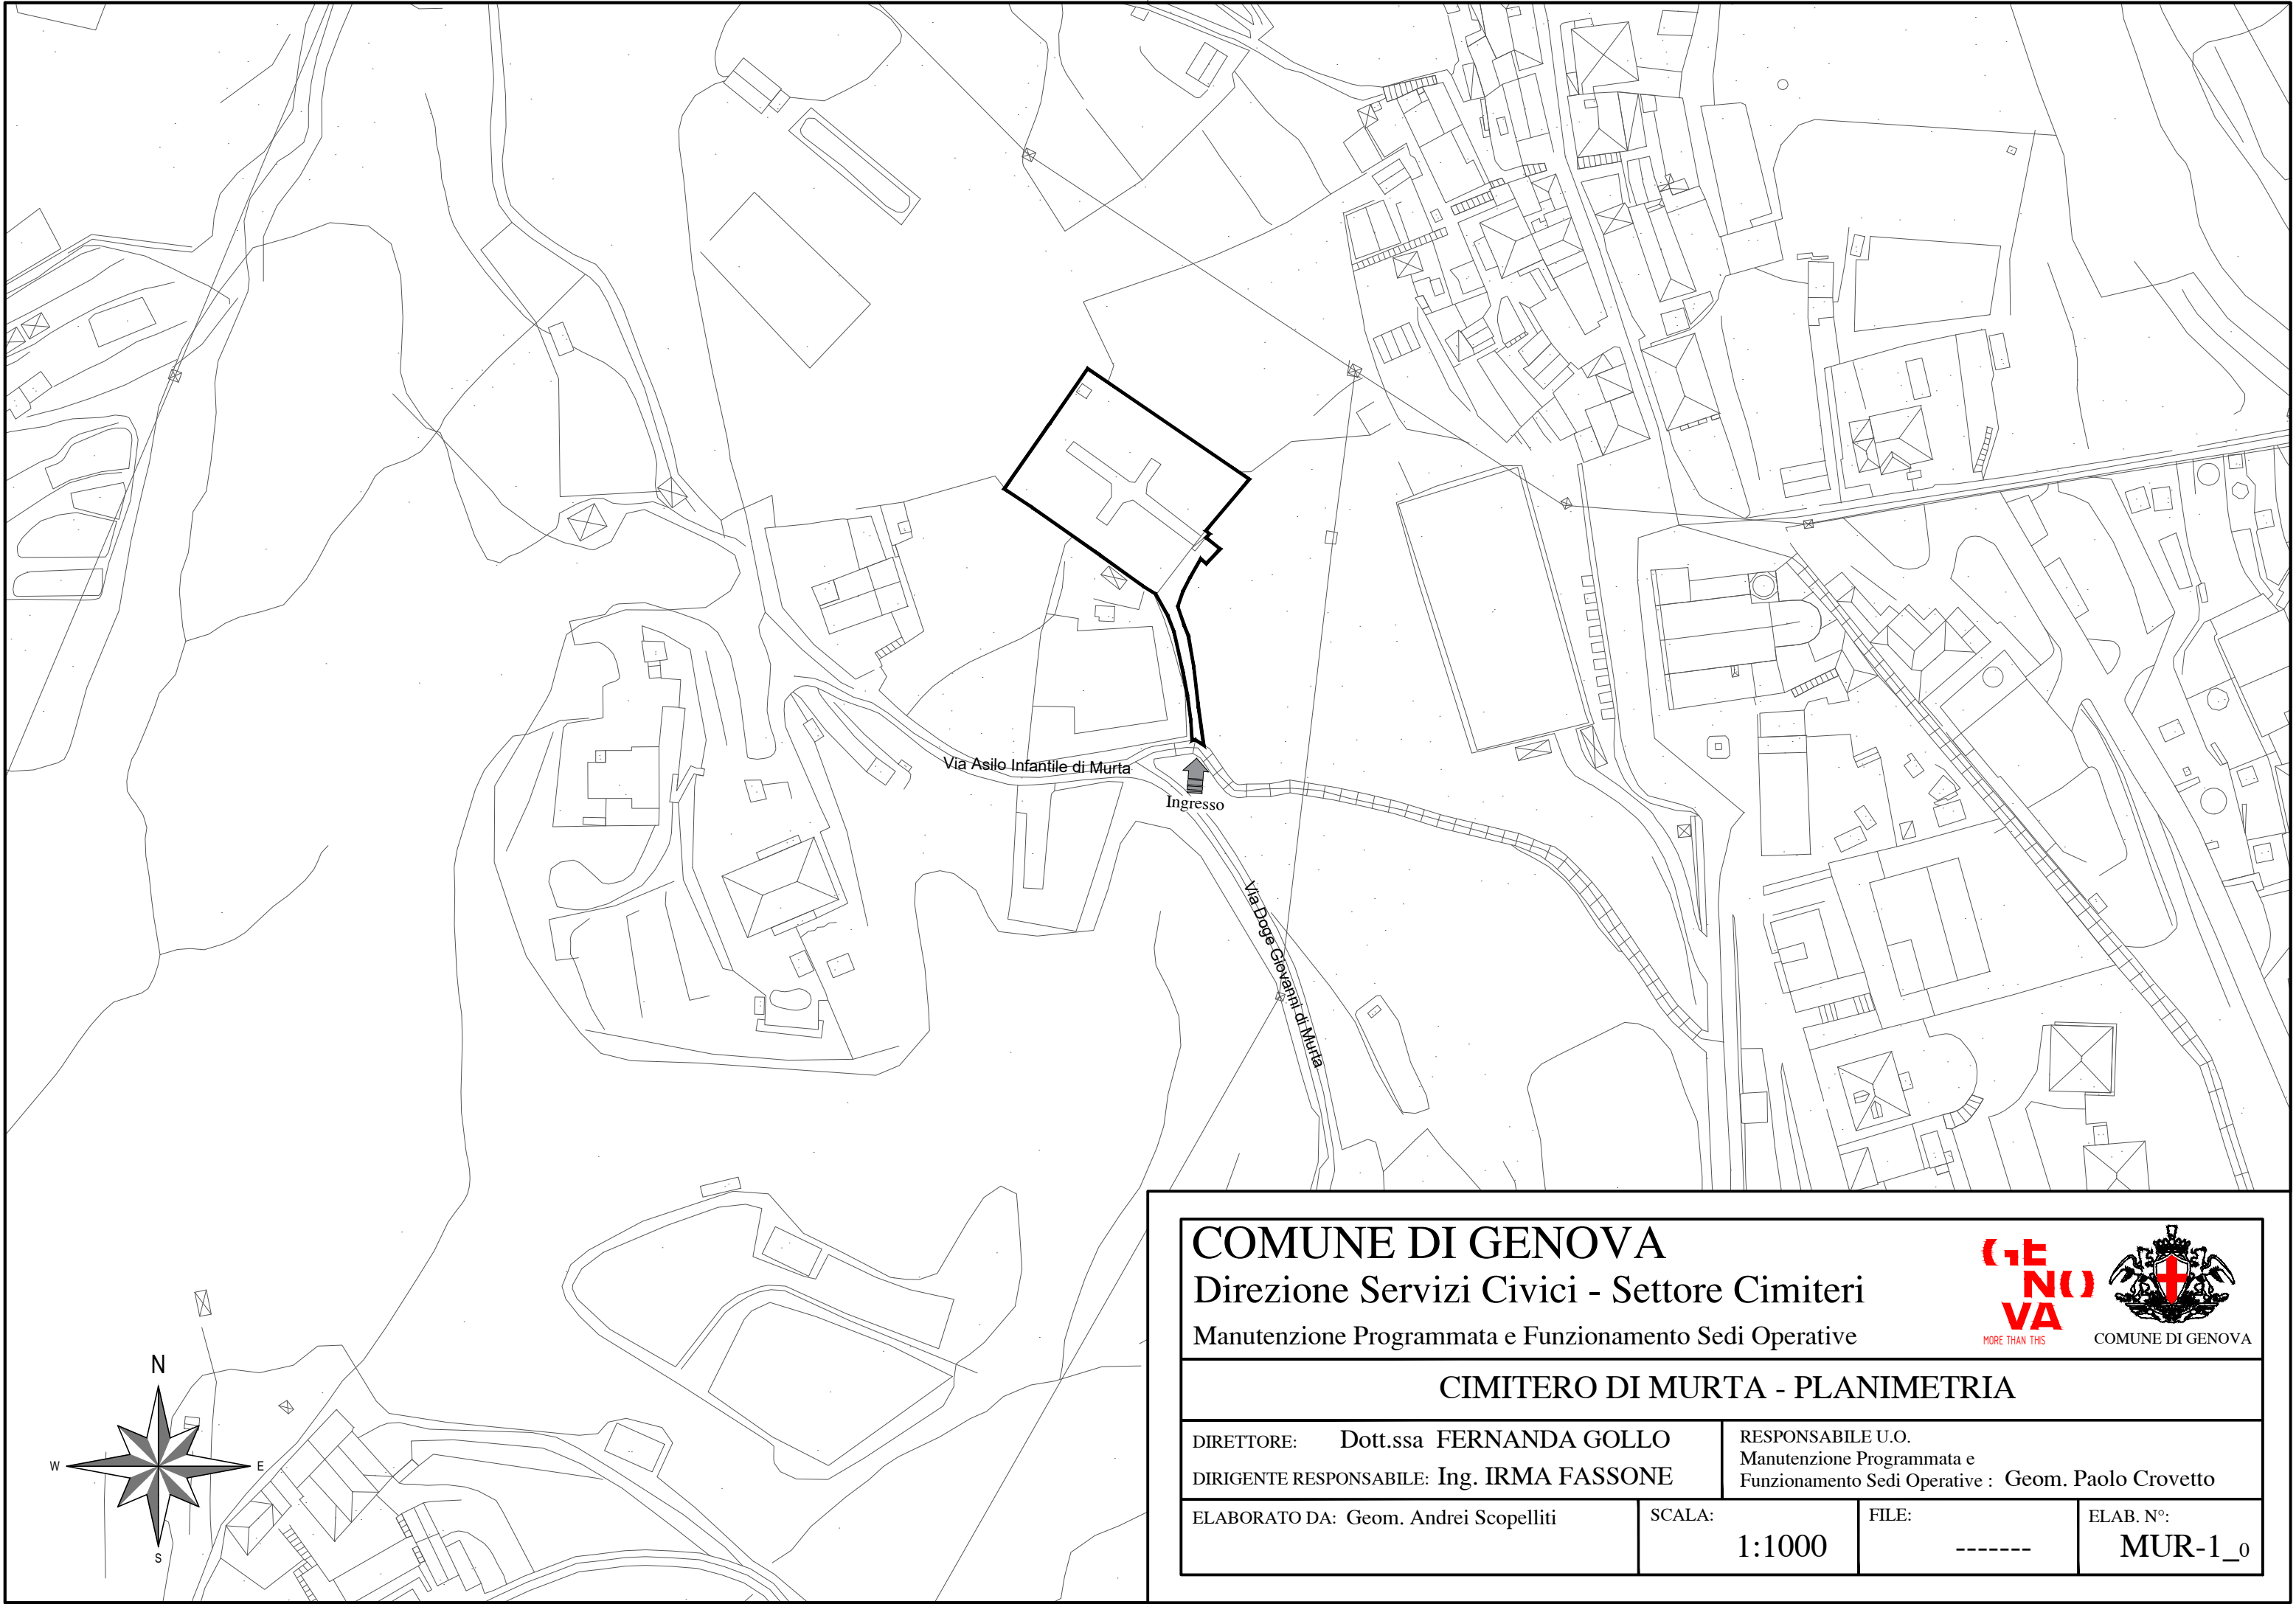 Via Asilo Infantile di Murta
Ingresso
Via Doge Giovanni di Murta
N
W
E
S
COMUNE DI GENOVA
Direzione Servizi Civici - Settore Cimiteri
Manutenzione Programmata e Funzionamento Sedi Operative
GE
NO
VA
MORE THAN THIS
COMUNE DI GENOVA
CIMITERO DI MURTA - PLANIMETRIA
DIRETTORE: Dott.ssa FERNANDA GOLLO
DIRIGENTE RESPONSABILE: Ing. IRMA FASSONE
RESPONSABILE U.O.
Manutenzione Programmata e
Funzionamento Sedi Operative : Geom. Paolo Crovetto
ELABORATO DA: Geom. Andrei Scopelliti
SCALA:
1:1000
FILE:
-------
ELAB. N°:
MUR-1_0